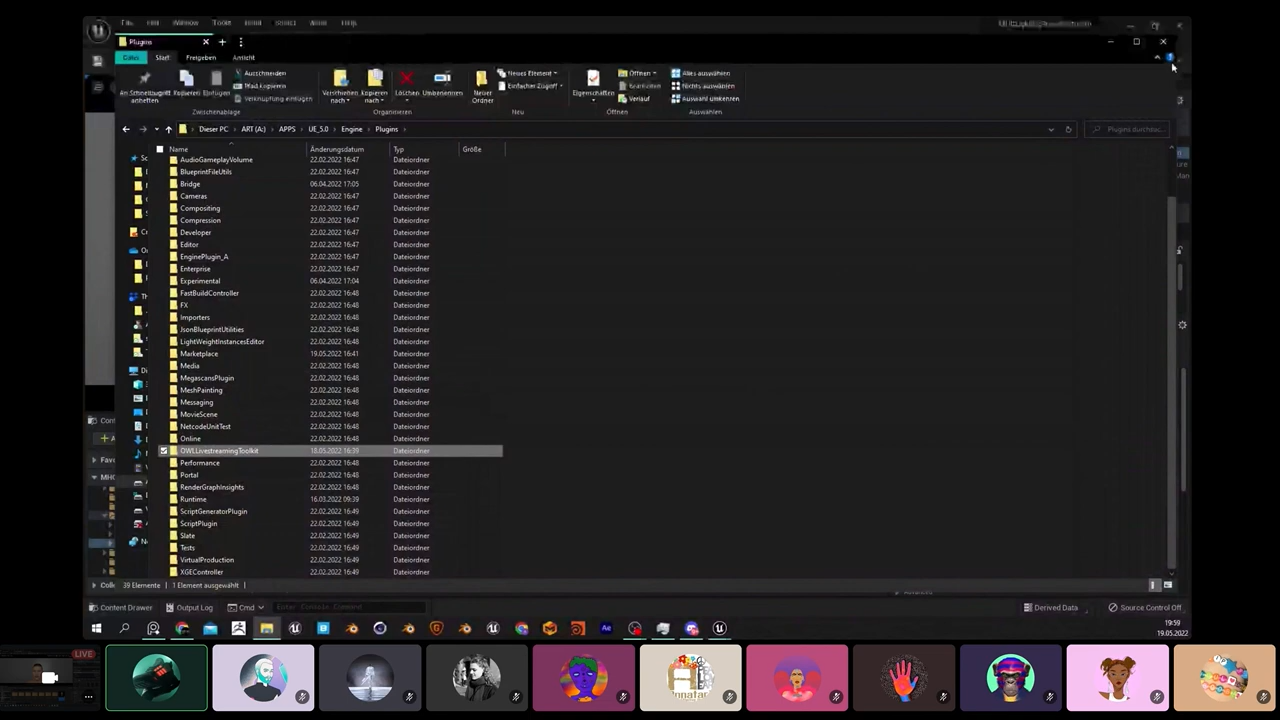 Plugins
Datei Start Freigeben Ansicht
An Schnellzugriff anheften
Kopieren
Einfügen
Ausschneiden
Pfad kopieren
Verknüpfung einfügen
Zwischenablage
Verschieben nach
Kopieren nach
Löschen
Umbenennen
Organisieren
Neuer Ordner
Neues Element
Einfacher Zugriff
Neu
Eigenschaften
Öffnen
Bearbeiten
Verlauf
Öffnen
Alles auswählen
Nichts auswählen
Auswahl umkehren
Auswählen
Dieser PC ART (A:) APPS UE_5.0 Engine Plugins
Plugins durchsuc...
Name Änderungsdatum Typ Größe
AudioGameplayVolume 22.02.2022 16:47 Dateiordner
BlueprintFileUtils 22.02.2022 16:47 Dateiordner
Bridge 06.04.2022 17:05 Dateiordner
Cameras 22.02.2022 16:47 Dateiordner
Compositing 22.02.2022 16:47 Dateiordner
Compression 22.02.2022 16:47 Dateiordner
Developer 22.02.2022 16:47 Dateiordner
Editor 22.02.2022 16:47 Dateiordner
EnginePlugin_A 22.02.2022 16:47 Dateiordner
Enterprise 22.02.2022 16:47 Dateiordner
Experimental 06.04.2022 17:04 Dateiordner
FastBuildController 22.02.2022 16:48 Dateiordner
FX 22.02.2022 16:48 Dateiordner
Importers 22.02.2022 16:48 Dateiordner
JsonBlueprintUtilities 22.02.2022 16:48 Dateiordner
LightWeightInstancesEditor 22.02.2022 16:48 Dateiordner
Marketplace 19.05.2022 16:41 Dateiordner
Media 22.02.2022 16:48 Dateiordner
MegascansPlugin 22.02.2022 16:48 Dateiordner
MeshPainting 22.02.2022 16:48 Dateiordner
Messaging 22.02.2022 16:48 Dateiordner
MovieScene 22.02.2022 16:48 Dateiordner
NetcodeUnitTest 22.02.2022 16:48 Dateiordner
Online 22.02.2022 16:48 Dateiordner
OWLLivestreamingToolkit 18.05.2022 16:39 Dateiordner
Performance 22.02.2022 16:48 Dateiordner
Portal 22.02.2022 16:48 Dateiordner
RenderGraphInsights 22.02.2022 16:48 Dateiordner
Runtime 16.03.2022 09:39 Dateiordner
ScriptGeneratorPlugin 22.02.2022 16:49 Dateiordner
ScriptPlugin 22.02.2022 16:49 Dateiordner
Slate 22.02.2022 16:49 Dateiordner
Tests 22.02.2022 16:49 Dateiordner
VirtualProduction 22.02.2022 16:49 Dateiordner
XGEController 22.02.2022 16:49 Dateiordner
39 Elemente 1 Element ausgewählt
Content Drawer Output Log Cmd Enter Console Command Derived Data Source Control Off
19:59
19.05.2022
LIVE